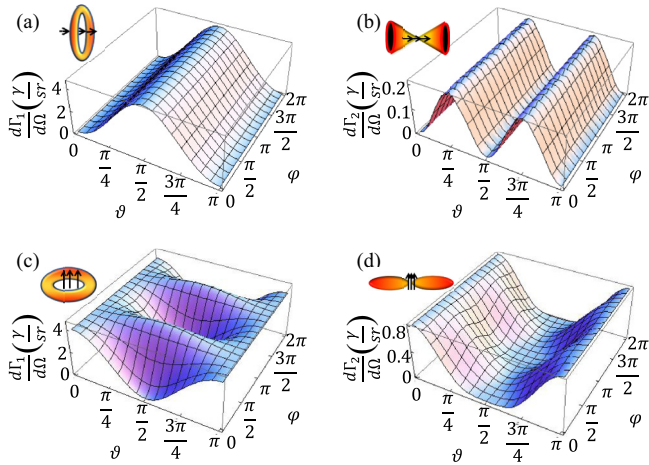 (a)
dΓ₁/dΩ (γ/sr)
4
2
0
0
π/4
π/2
3π/4
π
ϑ
0
π/2
π
3π/2
2π
φ
(b)
dΓ₂/dΩ (γ/sr)
0.2
0.1
0
0
π/4
π/2
3π/4
π
ϑ
0
π/2
π
3π/2
2π
φ
(c)
dΓ₁/dΩ (γ/sr)
4
2
0
0
π/4
π/2
3π/4
π
ϑ
0
π/2
π
3π/2
2π
φ
(d)
dΓ₂/dΩ (γ/sr)
0.8
0.4
0
0
π/4
π/2
3π/4
π
ϑ
0
π/2
π
3π/2
2π
φ